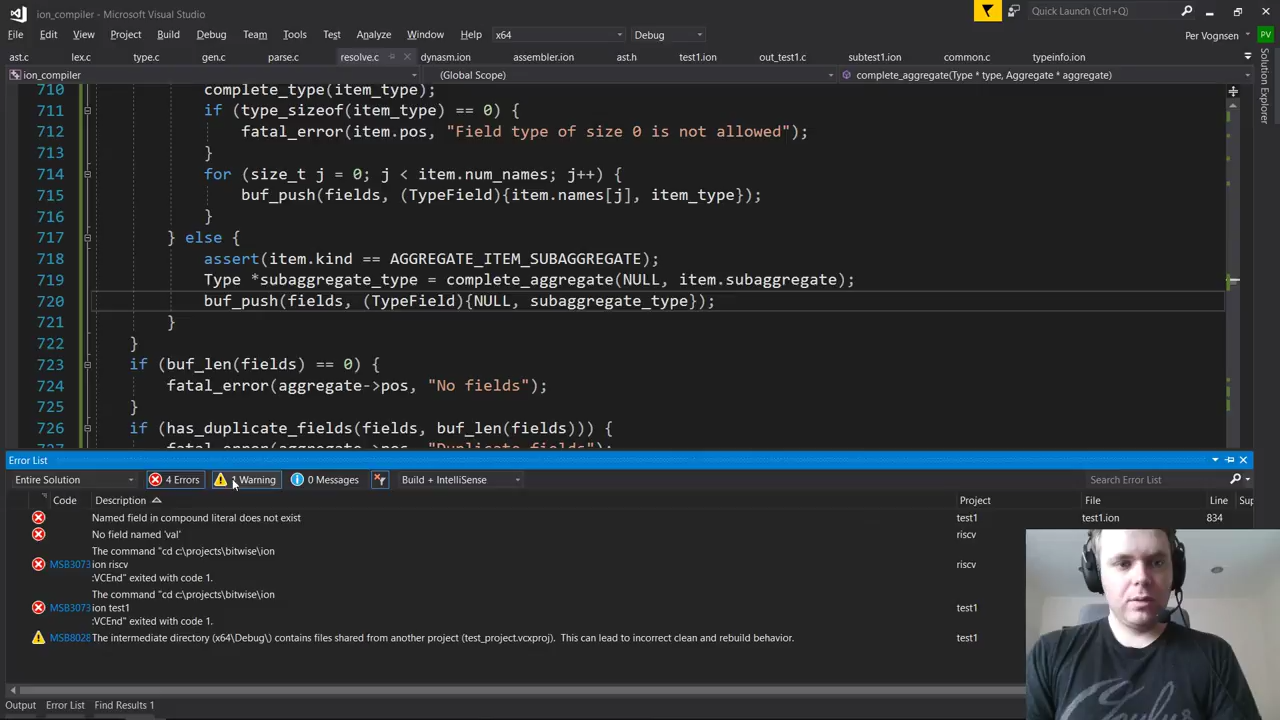 ion_compiler - Microsoft Visual Studio
Quick Launch (Ctrl+Q)
File Edit View Project Build Debug Team Tools Test Analyze Window Help x64 Debug Per Vognsen PV
ast.c lex.c type.c gen.c parse.c resolve.c dynasm.ion assembler.ion ast.h test1.ion out_test1.c subtest1.ion common.c typeinfo.ion
Solution Explorer
ion_compiler (Global Scope) complete_aggregate(Type * type, Aggregate * aggregate)
710 complete_type(item_type);
711 if (type_sizeof(item_type) == 0) {
712 fatal_error(item.pos, "Field type of size 0 is not allowed");
713 }
714 for (size_t j = 0; j < item.num_names; j++) {
715 buf_push(fields, (TypeField){item.names[j], item_type});
716 }
717 } else {
718 assert(item.kind == AGGREGATE_ITEM_SUBAGGREGATE);
719 Type *subaggregate_type = complete_aggregate(NULL, item.subaggregate);
720 buf_push(fields, (TypeField){NULL, subaggregate_type});
721 }
722 }
723 if (buf_len(fields) == 0) {
724 fatal_error(aggregate->pos, "No fields");
725 }
726 if (has_duplicate_fields(fields, buf_len(fields))) {
727 fatal_error(aggregate->pos, "Duplicate fields");
Error List
Entire Solution 4 Errors 1 Warning 0 Messages Build + IntelliSense Search Error List
Code Description Project File Line Sup
Named field in compound literal does not exist test1 test1.ion 834
No field named 'val' riscv
The command "cd c:\projects\bitwise\ion
MSB3073 ion riscv riscv
:VCEnd" exited with code 1.
The command "cd c:\projects\bitwise\ion
MSB3073 ion test1 test1
:VCEnd" exited with code 1.
MSB8028 The intermediate directory (x64\Debug\) contains files shared from another project (test_project.vcxproj). This can lead to incorrect clean and rebuild behavior. test1
Output Error List Find Results 1